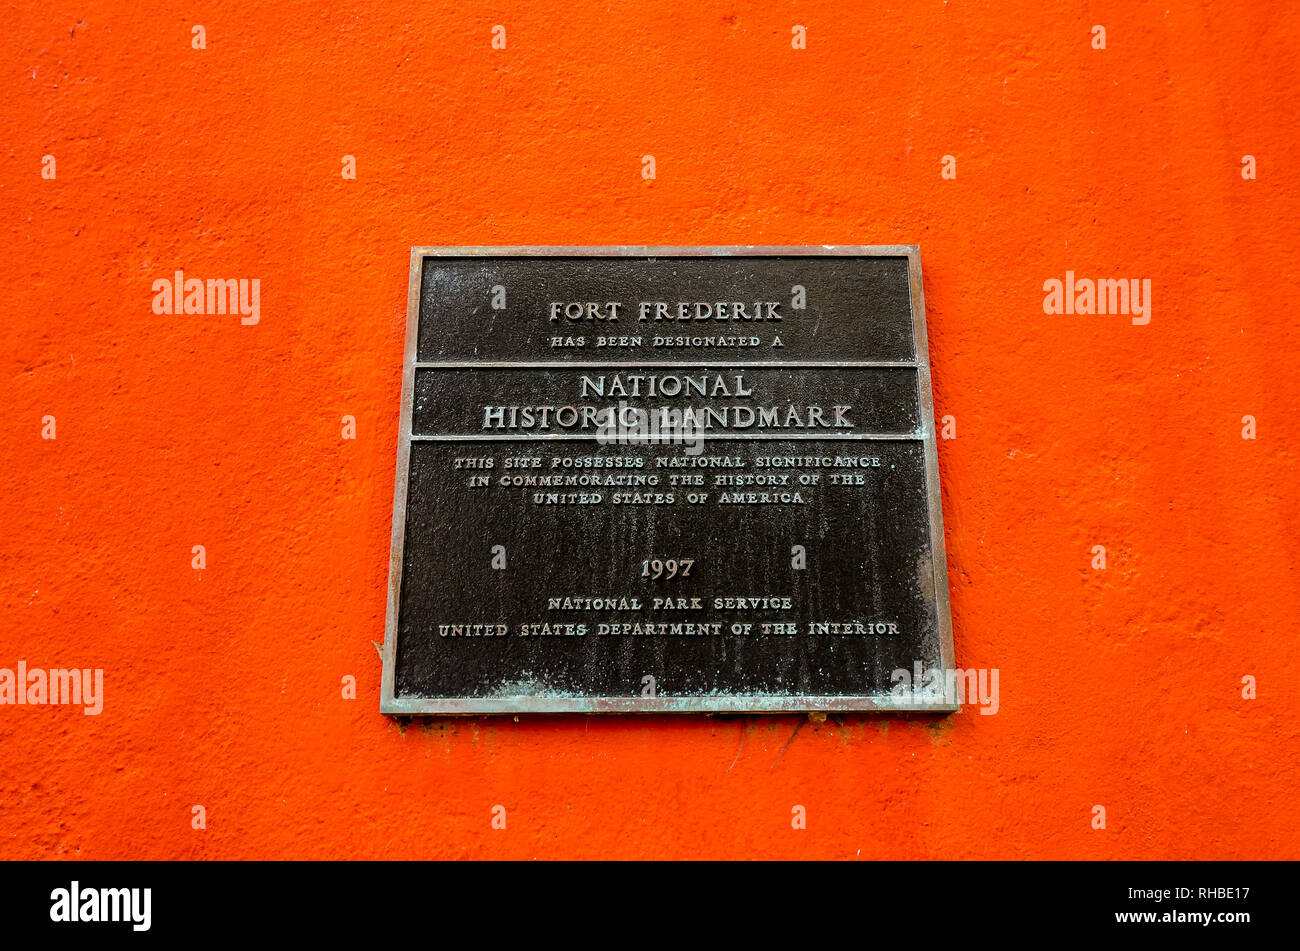 FORT FREDERIK
HAS BEEN DESIGNATED A
NATIONAL
HISTORIC LANDMARK
THIS SITE POSSESSES NATIONAL SIGNIFICANCE
IN COMMEMORATING THE HISTORY OF THE
UNITED STATES OF AMERICA
1997
NATIONAL PARK SERVICE
UNITED STATES DEPARTMENT OF THE INTERIOR
alamy
alamy
alamy
alamy
alamy
a alamy stock photo
RHBE17
www.alamy.com